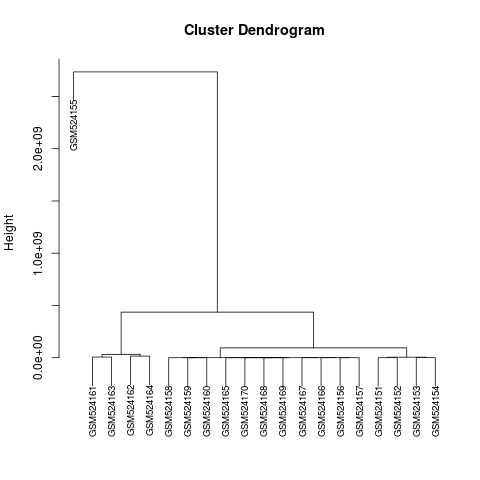 Cluster Dendrogram
Height
0.0e+00
1.0e+09
2.0e+09
GSM524155
GSM524161
GSM524163
GSM524162
GSM524164
GSM524158
GSM524159
GSM524160
GSM524165
GSM524170
GSM524168
GSM524169
GSM524167
GSM524166
GSM524156
GSM524157
GSM524151
GSM524152
GSM524153
GSM524154